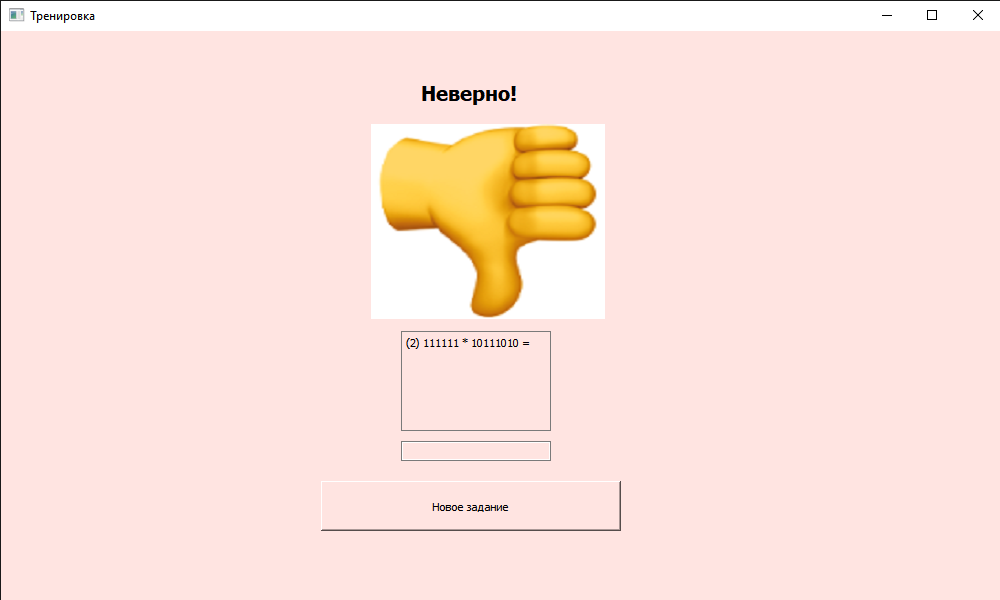 Тренировка
Неверно!
(2) 111111 * 10111010 =
Новое задание